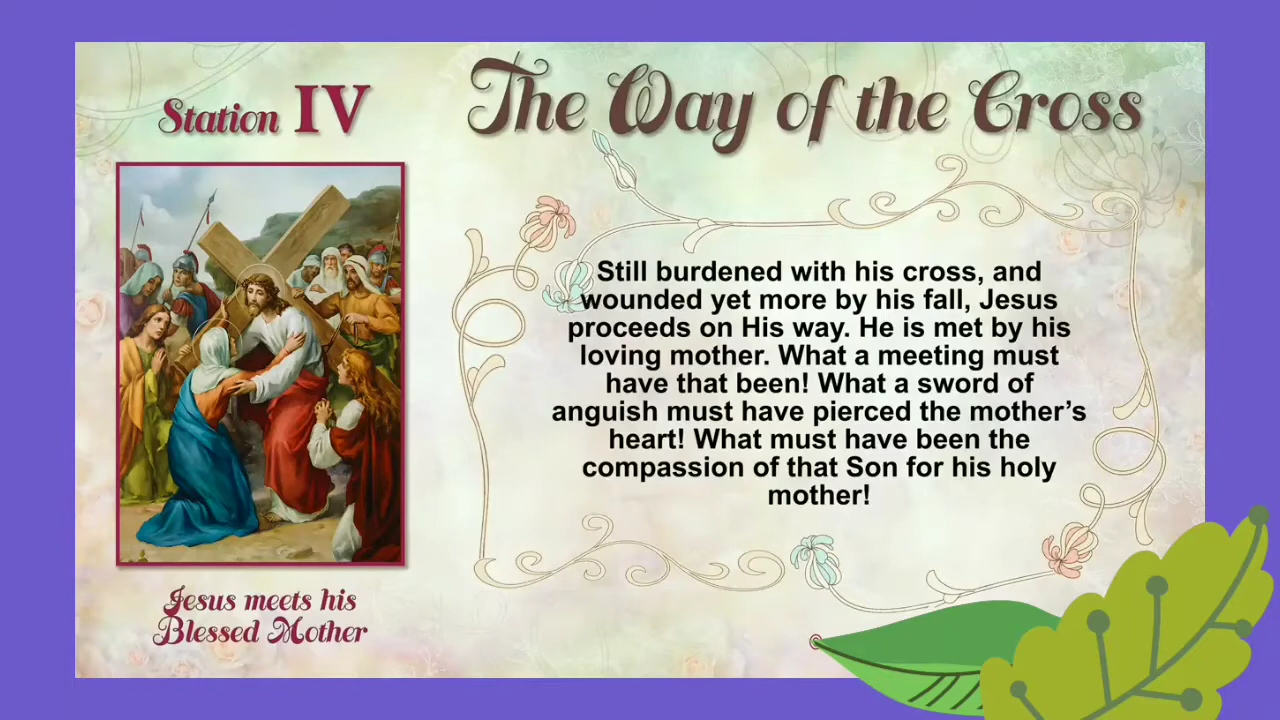 Station IV
The Way of the Cross
Still burdened with his cross, and
wounded yet more by his fall, Jesus
proceeds on His way. He is met by his
loving mother. What a meeting must
have that been! What a sword of
anguish must have pierced the mother’s
heart! What must have been the
compassion of that Son for his holy
mother!
Jesus meets his
Blessed Mother